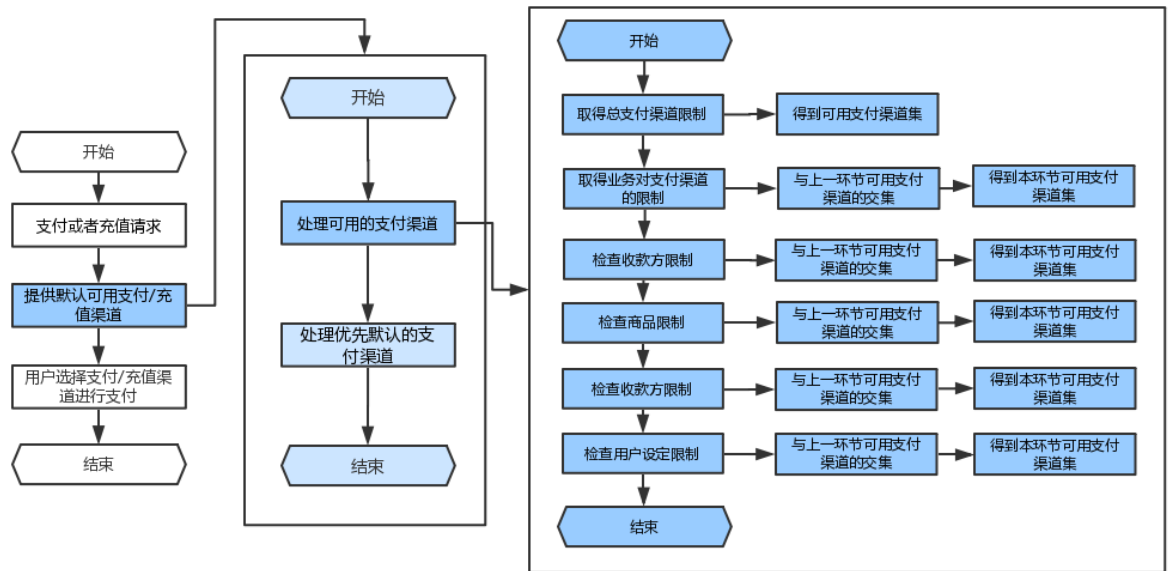 开始
支付或者充值请求
提供默认可用支付/充
值渠道
用户选择支付/充值渠
道进行支付
结束
开始
处理可用的支付渠道
处理优先默认的支
付渠道
结束
开始
取得总支付渠道限制
得到可用支付渠道集
取得业务对支付渠道
的限制
与上一环节可用支付
渠道的交集
得到本环节可用支付
渠道集
检查收款方限制
与上一环节可用支付
渠道的交集
得到本环节可用支付
渠道集
检查商品限制
与上一环节可用支付
渠道的交集
得到本环节可用支付
渠道集
检查收款方限制
与上一环节可用支付
渠道的交集
得到本环节可用支付
渠道集
检查用户设定限制
与上一环节可用支付
渠道的交集
得到本环节可用支付
渠道集
结束